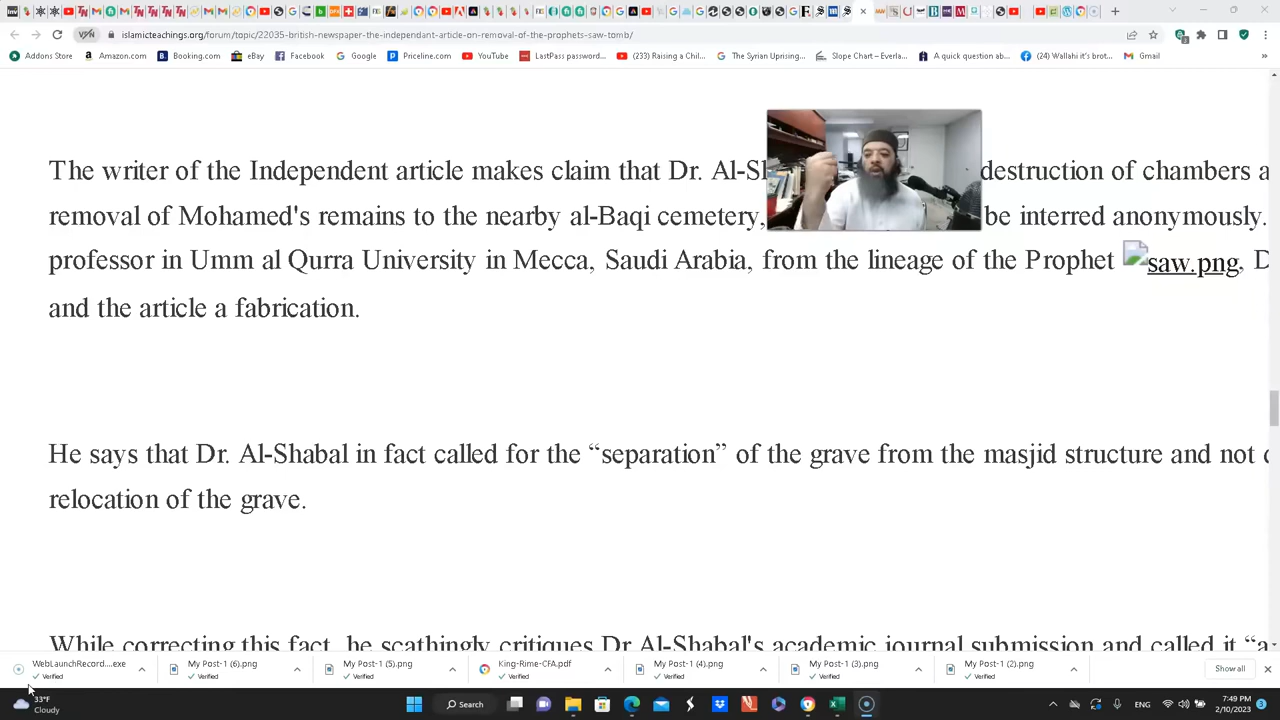 islamicteachings.org/forum/topic/22035-british-newspaper-the-independant-article-on-removal-of-the-prophets-saw-tomb/
Addons Store Amazon.com Booking.com eBay Facebook Google Priceline.com YouTube LastPass password... (233) Raising a Chil... The Syrian Uprising... Slope Chart – Everla... A quick question ab... (24) Wallahi it's brot... Gmail »
The writer of the Independent article makes claim that Dr. Al-Sh destruction of chambers a
removal of Mohamed's remains to the nearby al-Baqi cemetery, be interred anonymously.
professor in Umm al Qurra University in Mecca, Saudi Arabia, from the lineage of the Prophet saw.png, D
and the article a fabrication.
He says that Dr. Al-Shabal in fact called for the “separation” of the grave from the masjid structure and not
relocation of the grave.
While correcting this fact, he scathingly critiques Dr Al-Shabal's academic journal submission and called it “a
WebLaunchRecord....exe My Post-1 (6).png My Post-1 (5).png King-Rime-CFA.pdf My Post-1 (4).png My Post-1 (3).png My Post-1 (2).png Show all
Verified Verified Verified Verified Verified Verified Verified
33°F
Cloudy
Search
ENG
7:49 PM
2/10/2023